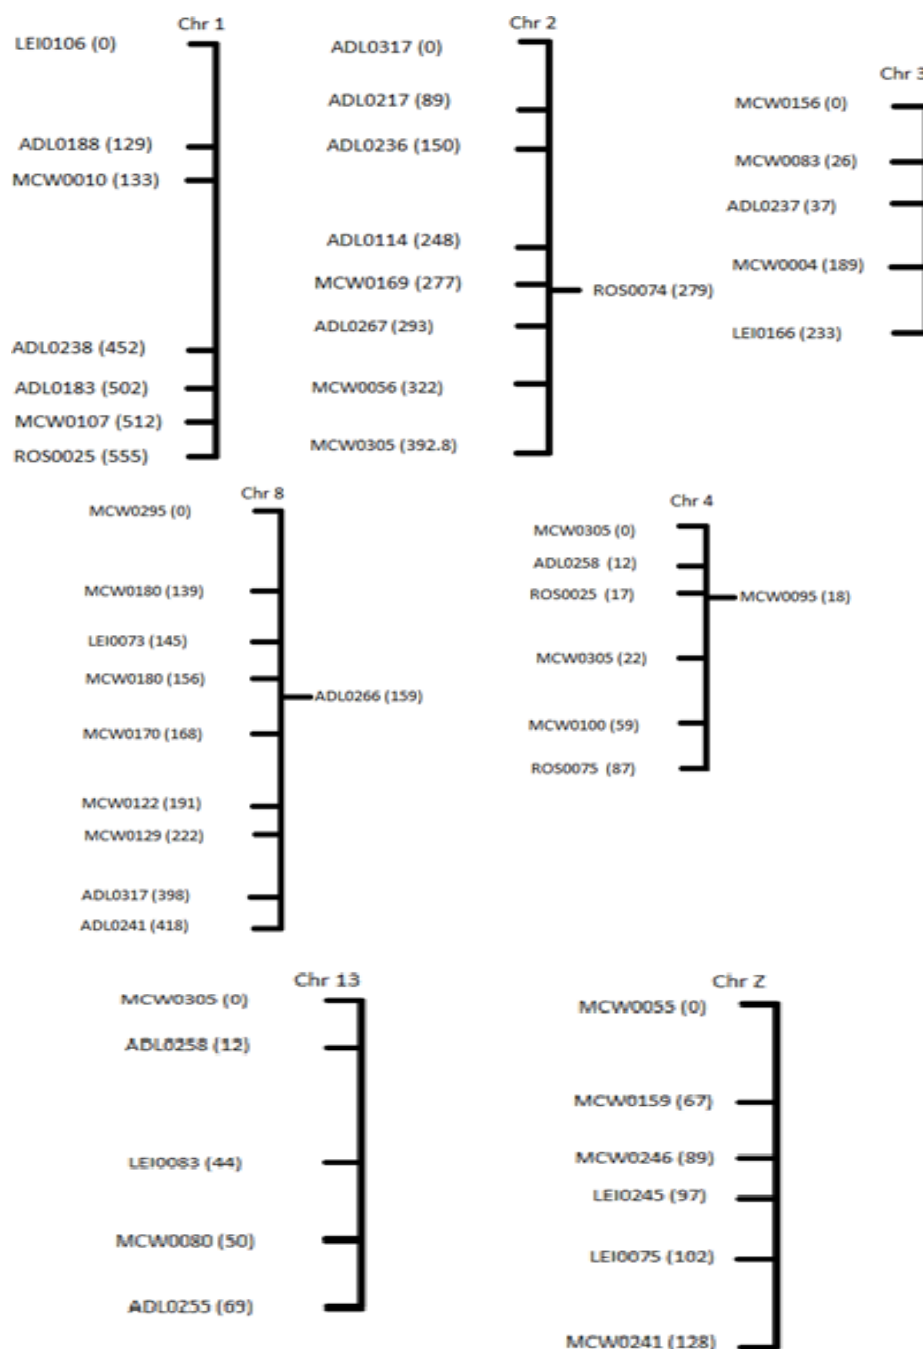 Chr 1
LEI0106 (0)
ADL0188 (129)
MCW0010 (133)
ADL0238 (452)
ADL0183 (502)
MCW0107 (512)
ROS0025 (555)
Chr 2
ADL0317 (0)
ADL0217 (89)
ADL0236 (150)
ADL0114 (248)
MCW0169 (277)
ROS0074 (279)
ADL0267 (293)
MCW0056 (322)
MCW0305 (392.8)
Chr 3
MCW0156 (0)
MCW0083 (26)
ADL0237 (37)
MCW0004 (189)
LEI0166 (233)
Chr 8
MCW0295 (0)
MCW0180 (139)
LEI0073 (145)
MCW0180 (156)
ADL0266 (159)
MCW0170 (168)
MCW0122 (191)
MCW0129 (222)
ADL0317 (398)
ADL0241 (418)
Chr 4
MCW0305 (0)
ADL0258 (12)
ROS0025 (17)
MCW0095 (18)
MCW0305 (22)
MCW0100 (59)
ROS0075 (87)
Chr 13
MCW0305 (0)
ADL0258 (12)
LEI0083 (44)
MCW0080 (50)
ADL0255 (69)
Chr Z
MCW0055 (0)
MCW0159 (67)
MCW0246 (89)
LEI0245 (97)
LEI0075 (102)
MCW0241 (128)